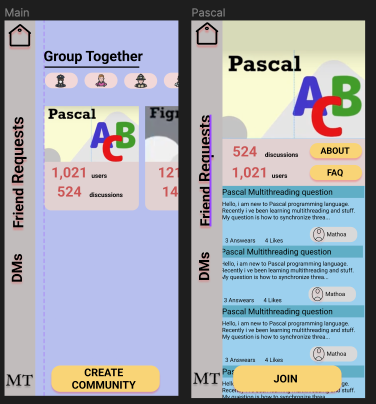 Main
Group Together
Pascal
ABC
1,021 users
524 discussions
Figm
121
14
Friend Requests
DMs
MT
CREATE
COMMUNITY
Pascal
Pascal
ABC
524 discussions
ABOUT
1,021 users
FAQ
Pascal Multithreading question
Hello, i am new to Pascal programming language.
Recently i ve been learning multithreading and stuff.
My question is how to synchronize threa...
Mathoa
3 Answears 4 Likes
Pascal Multithreading question
Hello, i am new to Pascal programming language.
Recently i ve been learning multithreading and stuff.
My question is how to synchronize threa...
Mathoa
3 Answears 4 Likes
Pascal Multithreading question
Hello, i am new to Pascal programming language.
Recently i ve been learning multithreading and stuff.
My question is how to synchronize threa...
Mathoa
3 Answears 4 Likes
Friend Requests
DMs
MT
JOIN